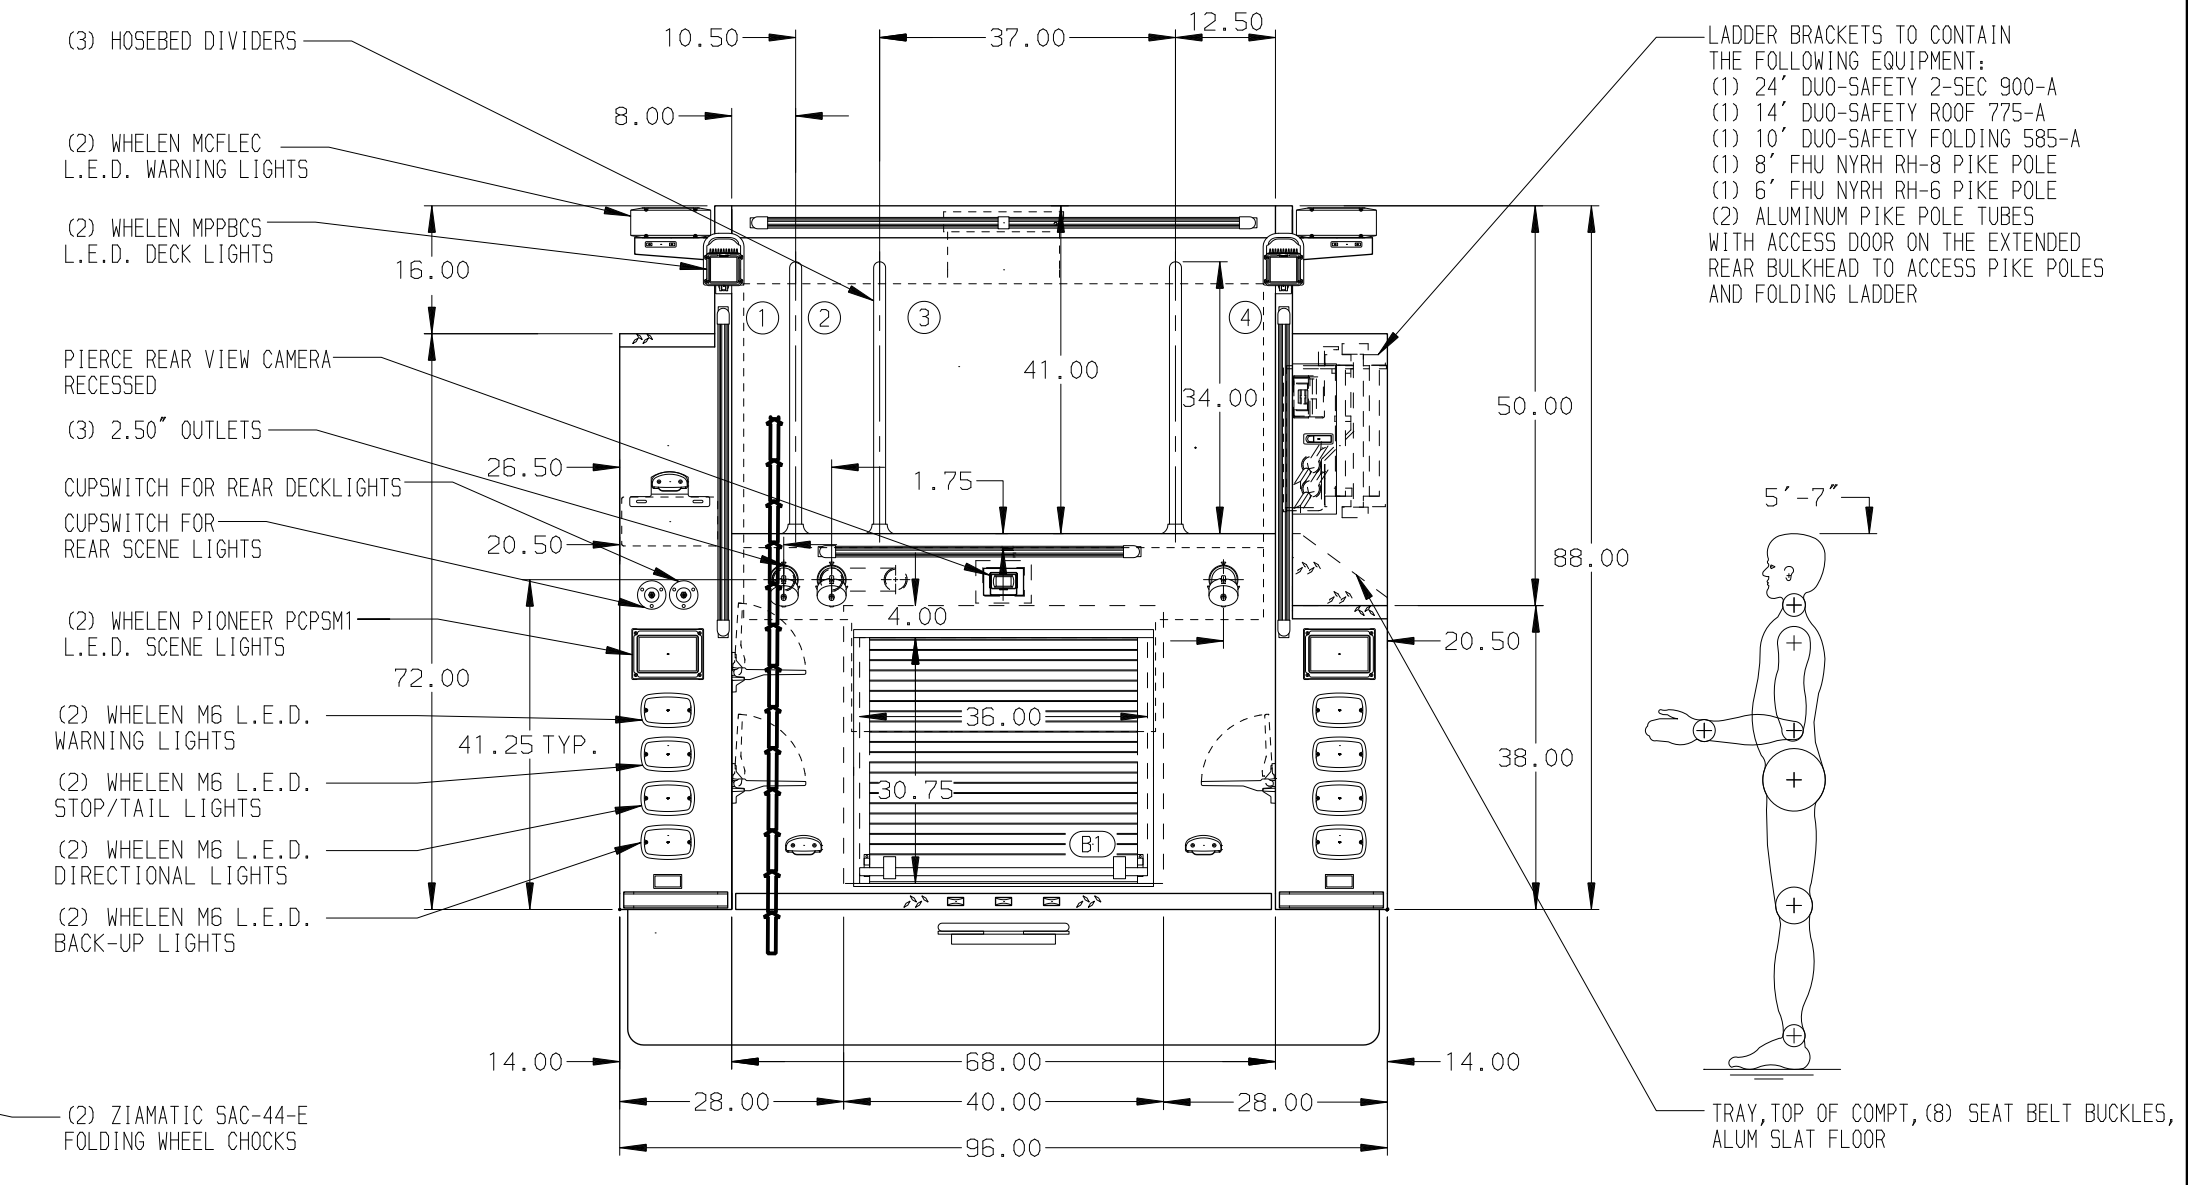 (3) HOSEBED DIVIDERS
(2) WHELEN MCFLEC
L.E.D. WARNING LIGHTS
(2) WHELEN MPPBCS
L.E.D. DECK LIGHTS
PIERCE REAR VIEW CAMERA
RECESSED
(3) 2.50" OUTLETS
CUPSWITCH FOR REAR DECKLIGHTS
CUPSWITCH FOR
REAR SCENE LIGHTS
(2) WHELEN PIONEER PCPSM1
L.E.D. SCENE LIGHTS
(2) WHELEN M6 L.E.D.
WARNING LIGHTS
(2) WHELEN M6 L.E.D.
STOP/TAIL LIGHTS
(2) WHELEN M6 L.E.D.
DIRECTIONAL LIGHTS
(2) WHELEN M6 L.E.D.
BACK-UP LIGHTS
(2) ZIAMATIC SAC-44-E
FOLDING WHEEL CHOCKS
10.50
37.00
12.50
8.00
16.00
1
2
3
4
41.00
34.00
50.00
26.50
1.75
20.50
88.00
4.00
20.50
72.00
36.00
41.25 TYP.
38.00
30.75
B1
14.00
68.00
14.00
28.00
40.00
28.00
96.00
LADDER BRACKETS TO CONTAIN
THE FOLLOWING EQUIPMENT:
(1) 24' DUO-SAFETY 2-SEC 900-A
(1) 14' DUO-SAFETY ROOF 775-A
(1) 10' DUO-SAFETY FOLDING 585-A
(1) 8' FHU NYRH RH-8 PIKE POLE
(1) 6' FHU NYRH RH-6 PIKE POLE
(2) ALUMINUM PIKE POLE TUBES
WITH ACCESS DOOR ON THE EXTENDED
REAR BULKHEAD TO ACCESS PIKE POLES
AND FOLDING LADDER
5'-7"
TRAY,TOP OF COMPT,(8) SEAT BELT BUCKLES,
ALUM SLAT FLOOR